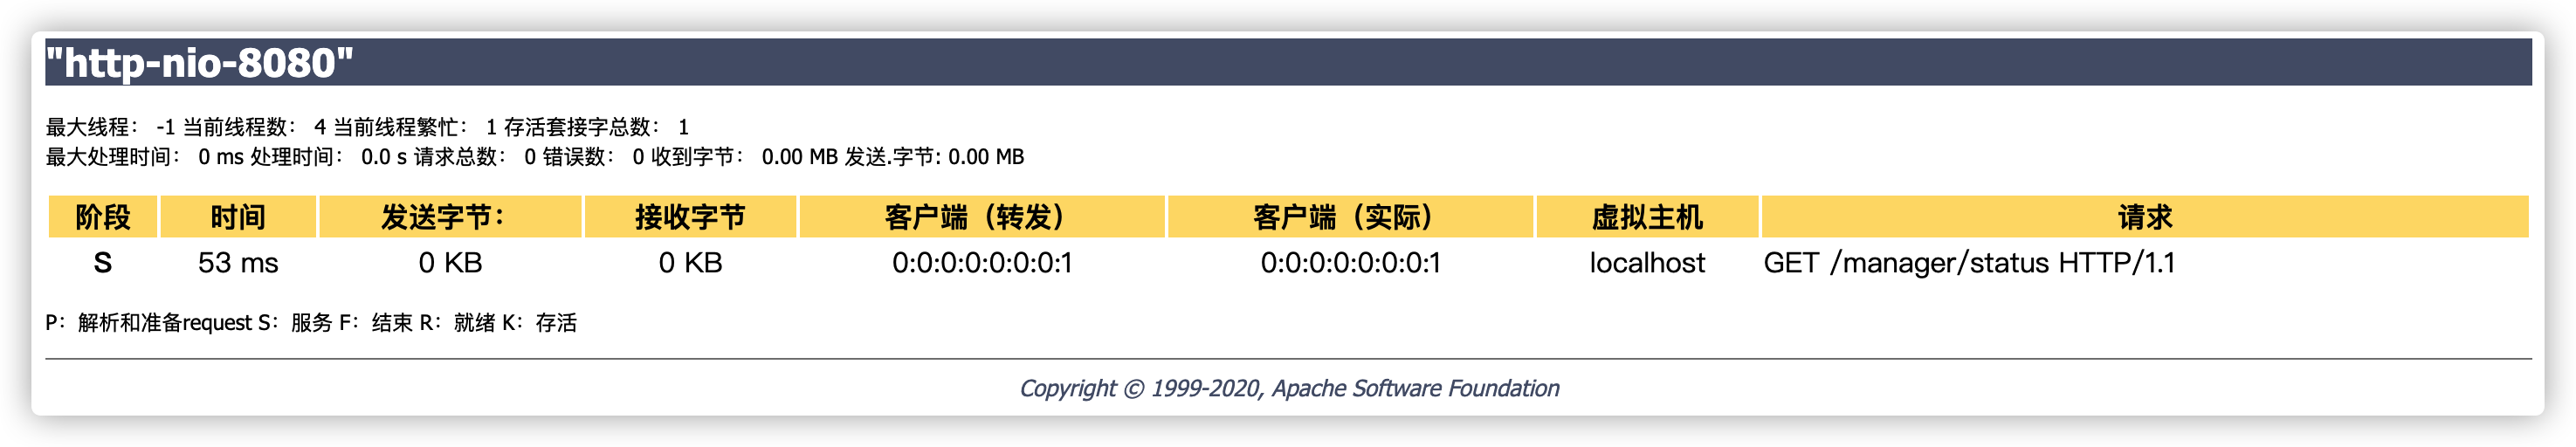 "http-nio-8080"
最大线程： -1 当前线程数： 4 当前线程繁忙： 1 存活套接字总数： 1
最大处理时间： 0 ms 处理时间： 0.0 s 请求总数： 0 错误数： 0 收到字节： 0.00 MB 发送.字节: 0.00 MB
阶段 时间 发送字节： 接收字节 客户端（转发） 客户端（实际） 虚拟主机 请求
S 53 ms 0 KB 0 KB 0:0:0:0:0:0:0:1 0:0:0:0:0:0:0:1 localhost GET /manager/status HTTP/1.1
P：解析和准备request S：服务 F：结束 R：就绪 K：存活
Copyright © 1999-2020, Apache Software Foundation